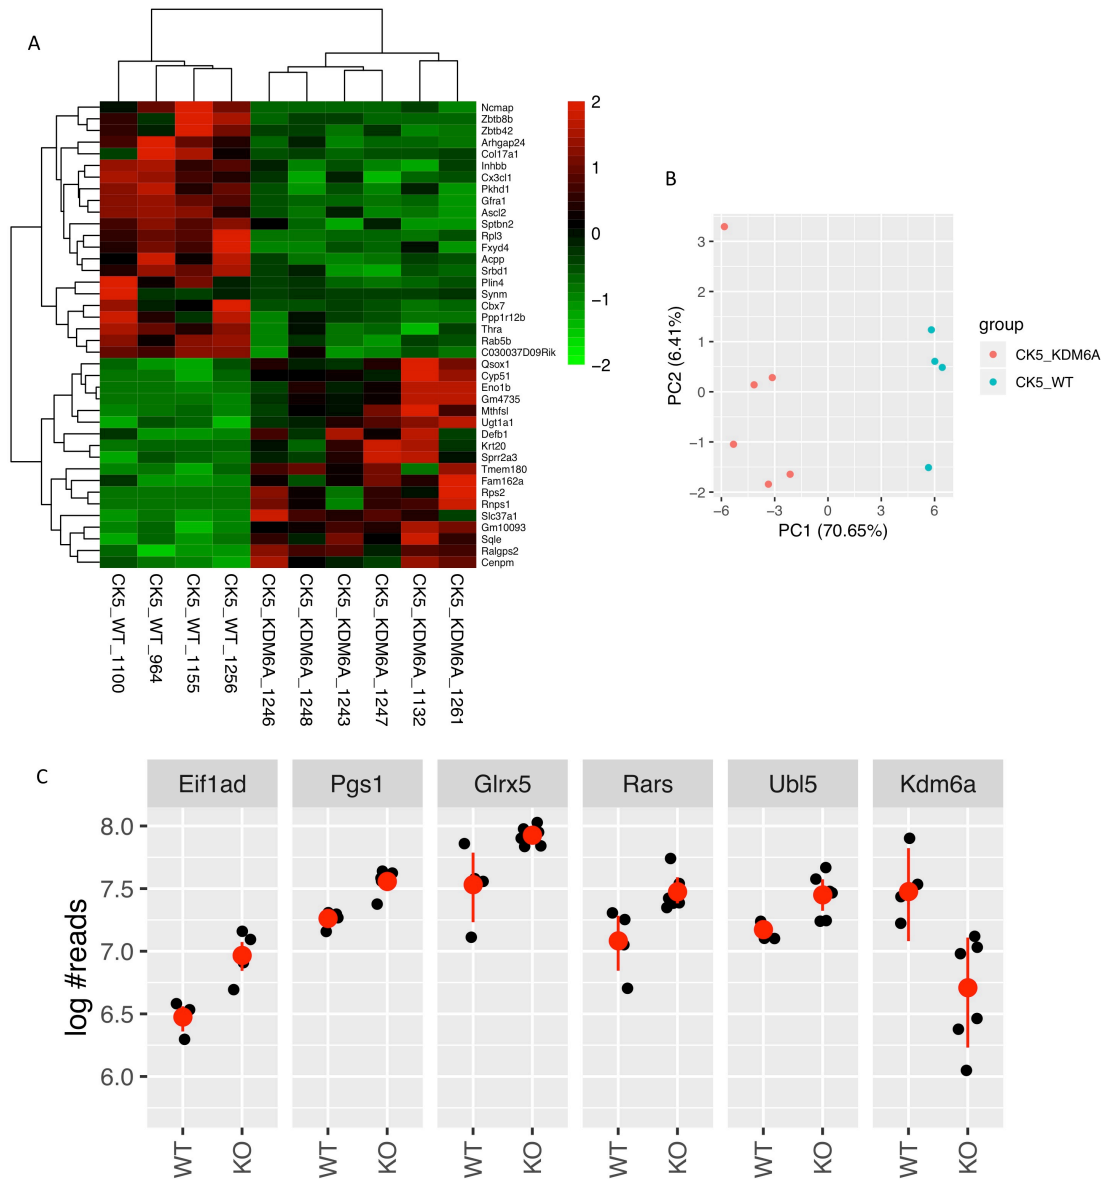 A
2
1
0
−1
−2
Ncmap
Zbtb8b
Zbtb42
Arhgap24
Col17a1
Inhbb
Cx3cl1
Pkhd1
Gfra1
Ascl2
Sptbn2
Rpl3
Fxyd4
Acpp
Srbd1
Plin4
Synm
Cbx7
Ppp1r12b
Thra
Rab5b
C030037D09Rik
Qsox1
Cyp51
Eno1b
Gm4735
Mthfsl
Ugt1a1
Defb1
Krt20
Sprr2a3
Tmem180
Fam162a
Rps2
Rnps1
Slc37a1
Gm10093
Sqle
Ralgps2
Cenpm
CK5_WT_1100
CK5_WT_964
CK5_WT_1155
CK5_WT_1256
CK5_KDM6A_1246
CK5_KDM6A_1248
CK5_KDM6A_1243
CK5_KDM6A_1247
CK5_KDM6A_1132
CK5_KDM6A_1261
B
PC2 (6.41%)
3
2
1
0
−1
−2
−6 −3 0 3 6
PC1 (70.65%)
group
CK5_KDM6A
CK5_WT
C
Eif1ad Pgs1 Glrx5 Rars Ubl5 Kdm6a
log #reads
8.0
7.5
7.0
6.5
6.0
WT KO WT KO WT KO WT KO WT KO WT KO